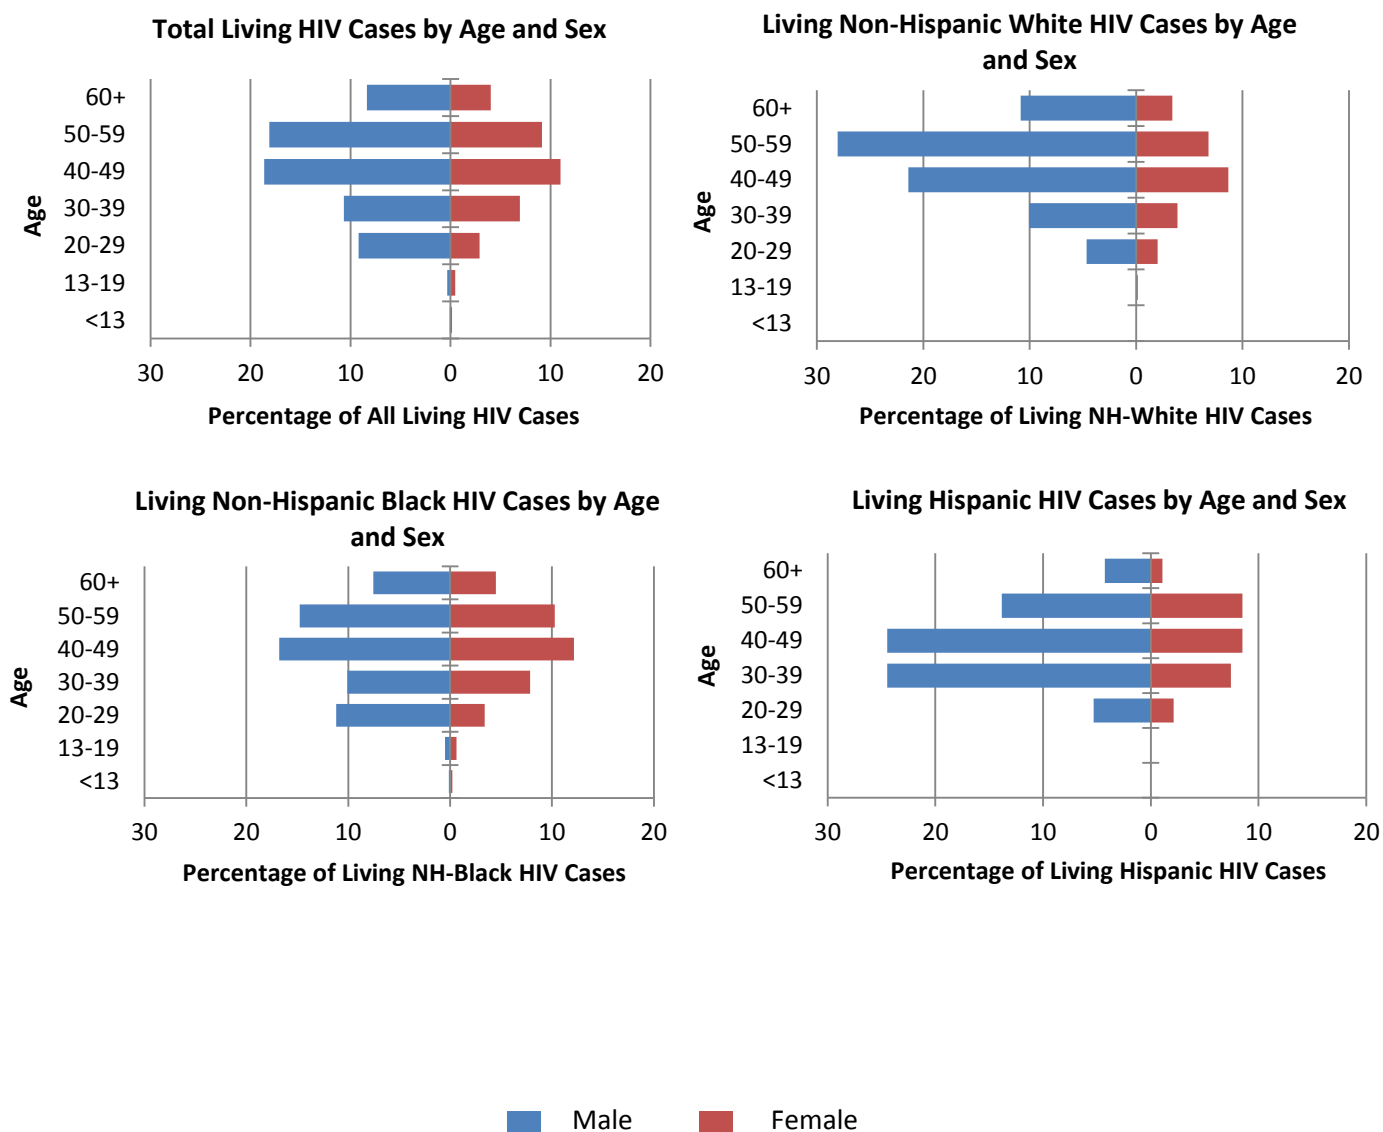 Total Living HIV Cases by Age and Sex
60+
50-59
40-49
30-39
20-29
13-19
<13
Age
30 20 10 0 10 20
Percentage of All Living HIV Cases
Living Non-Hispanic White HIV Cases by Age
and Sex
60+
50-59
40-49
30-39
20-29
13-19
<13
Age
30 20 10 0 10 20
Percentage of Living NH-White HIV Cases
Living Non-Hispanic Black HIV Cases by Age
and Sex
60+
50-59
40-49
30-39
20-29
13-19
<13
Age
30 20 10 0 10 20
Percentage of Living NH-Black HIV Cases
Living Hispanic HIV Cases by Age and Sex
60+
50-59
40-49
30-39
20-29
13-19
<13
Age
30 20 10 0 10 20
Percentage of Living Hispanic HIV Cases
Male Female